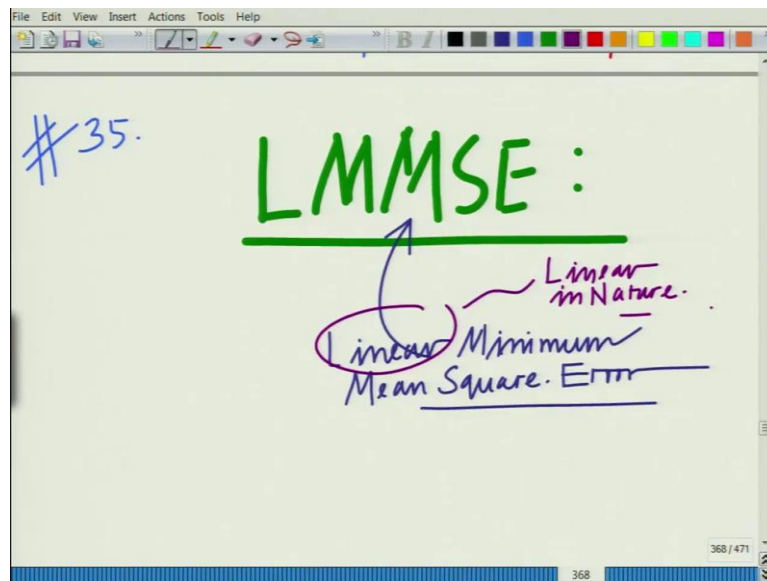 File Edit View Insert Actions Tools Help
B I
#35.
LMMSE :
Linear
in Nature.
Linear Minimum
Mean Square. Error
368/471
368